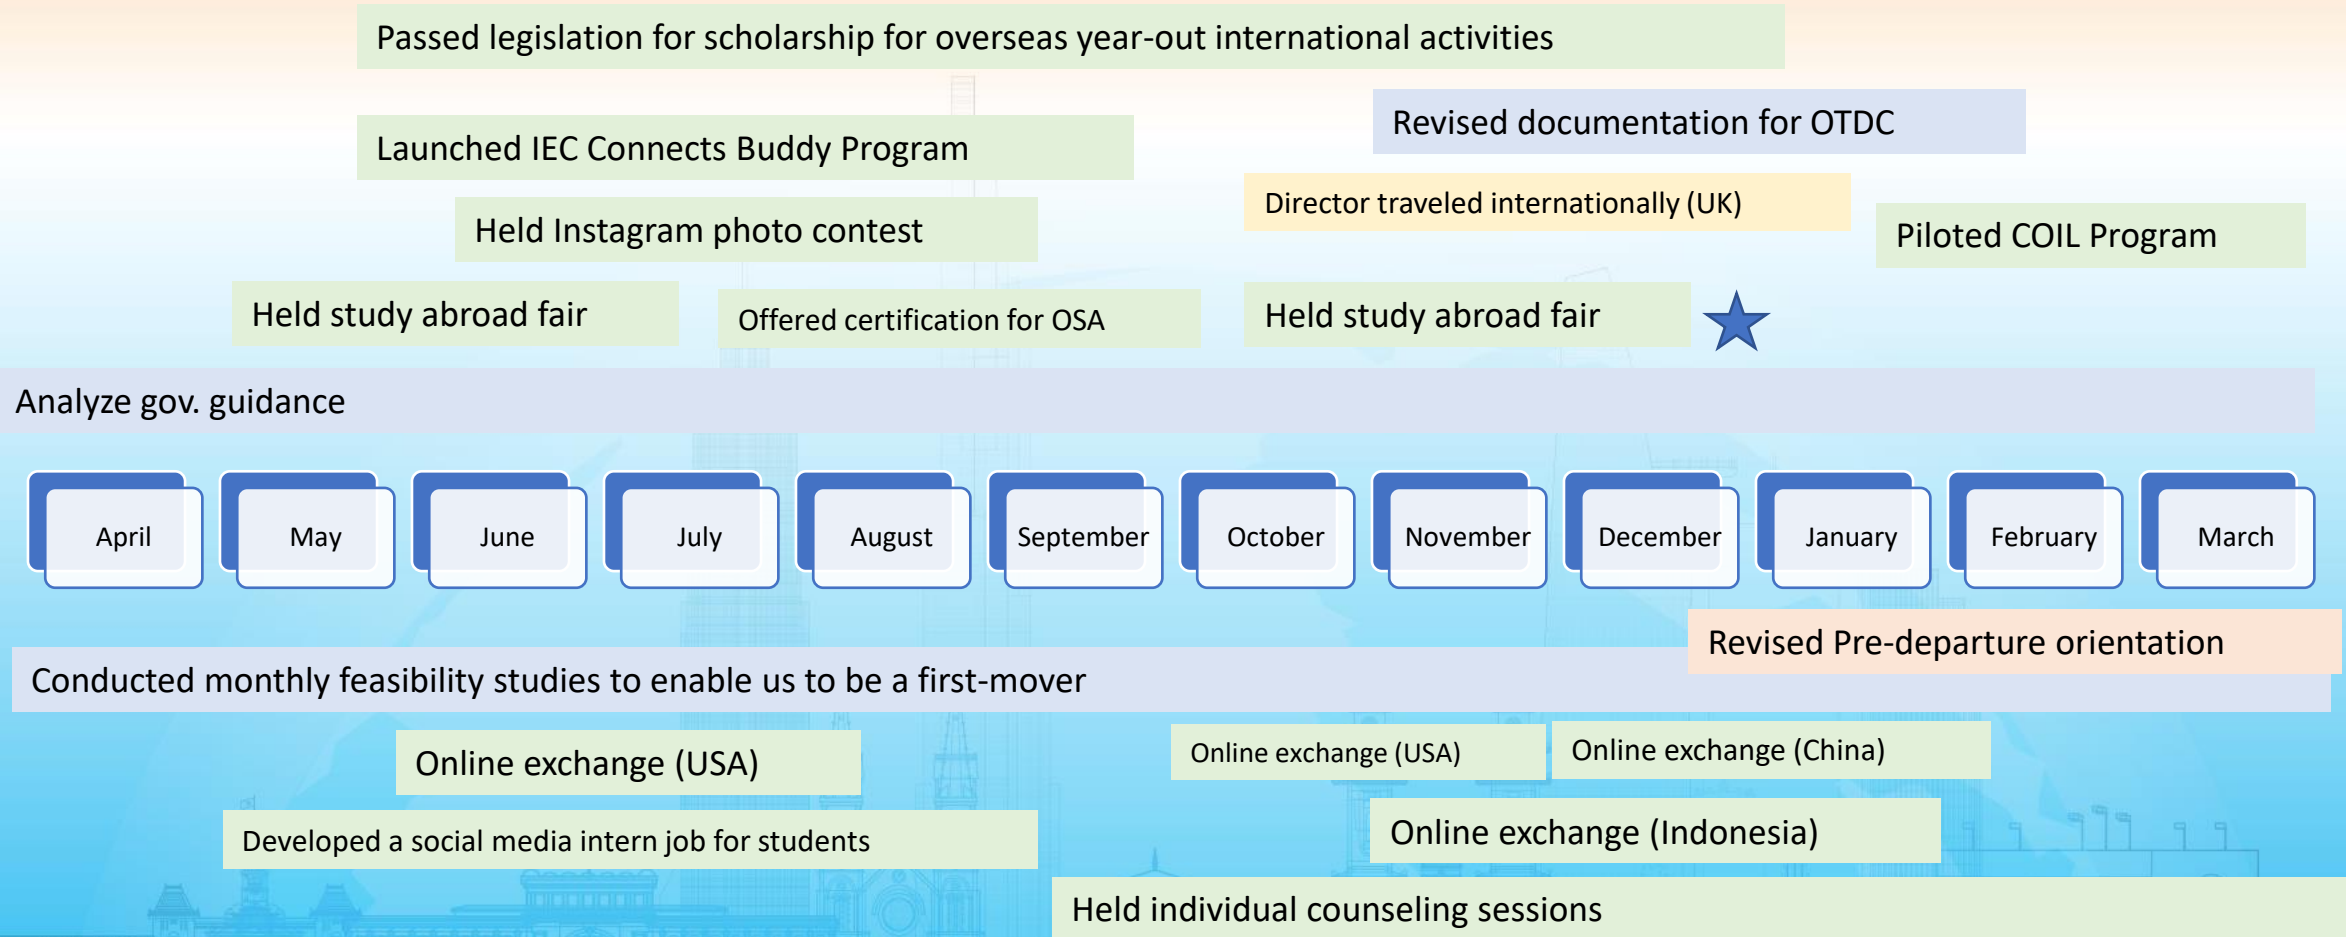 Passed legislation for scholarship for overseas year-out international activities
Revised documentation for OTDC
Launched IEC Connects Buddy Program
Director traveled internationally (UK)
Held Instagram photo contest
Piloted COIL Program
Held study abroad fair
Offered certification for OSA
Held study abroad fair
Analyze gov. guidance
April
May
June
July
August
September
October
November
December
January
February
March
Revised Pre-departure orientation
Conducted monthly feasibility studies to enable us to be a first-mover
Online exchange (USA)
Online exchange (USA)
Online exchange (China)
Developed a social media intern job for students
Online exchange (Indonesia)
Held individual counseling sessions